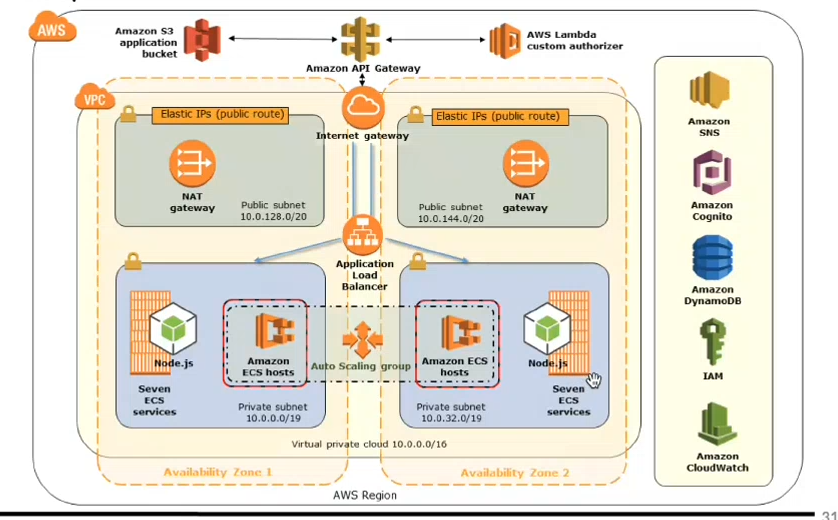 AWS
Amazon S3
application
bucket
AWS Lambda
custom authorizer
Amazon API Gateway
VPC
Elastic IPs (public route)
Internet gateway
Elastic IPs (public route)
NAT
gateway
Public subnet
10.0.128.0/20
Public subnet
10.0.144.0/20
NAT
gateway
Application
Load
Balancer
Node.js
Seven
ECS
services
Amazon
ECS hosts
Auto Scaling group
Amazon ECS
hosts
Node.js
Seven
ECS
services
Private subnet
10.0.0.0/19
Private subnet
10.0.32.0/19
Virtual private cloud 10.0.0.0/16
Availability Zone 1
Availability Zone 2
AWS Region
Amazon
SNS
Amazon
Cognito
Amazon
DynamoDB
IAM
Amazon
CloudWatch
31